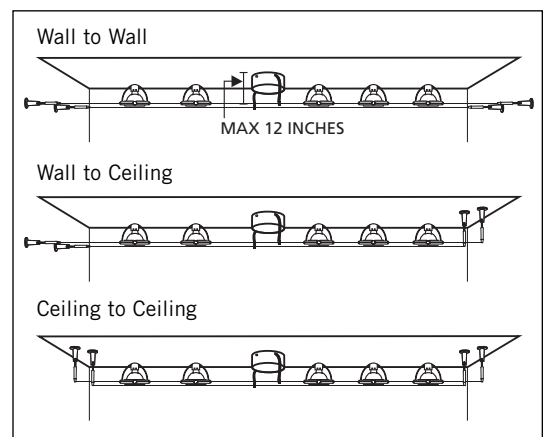 Wall to Wall
MAX 12 INCHES
Wall to Ceiling
Ceiling to Ceiling